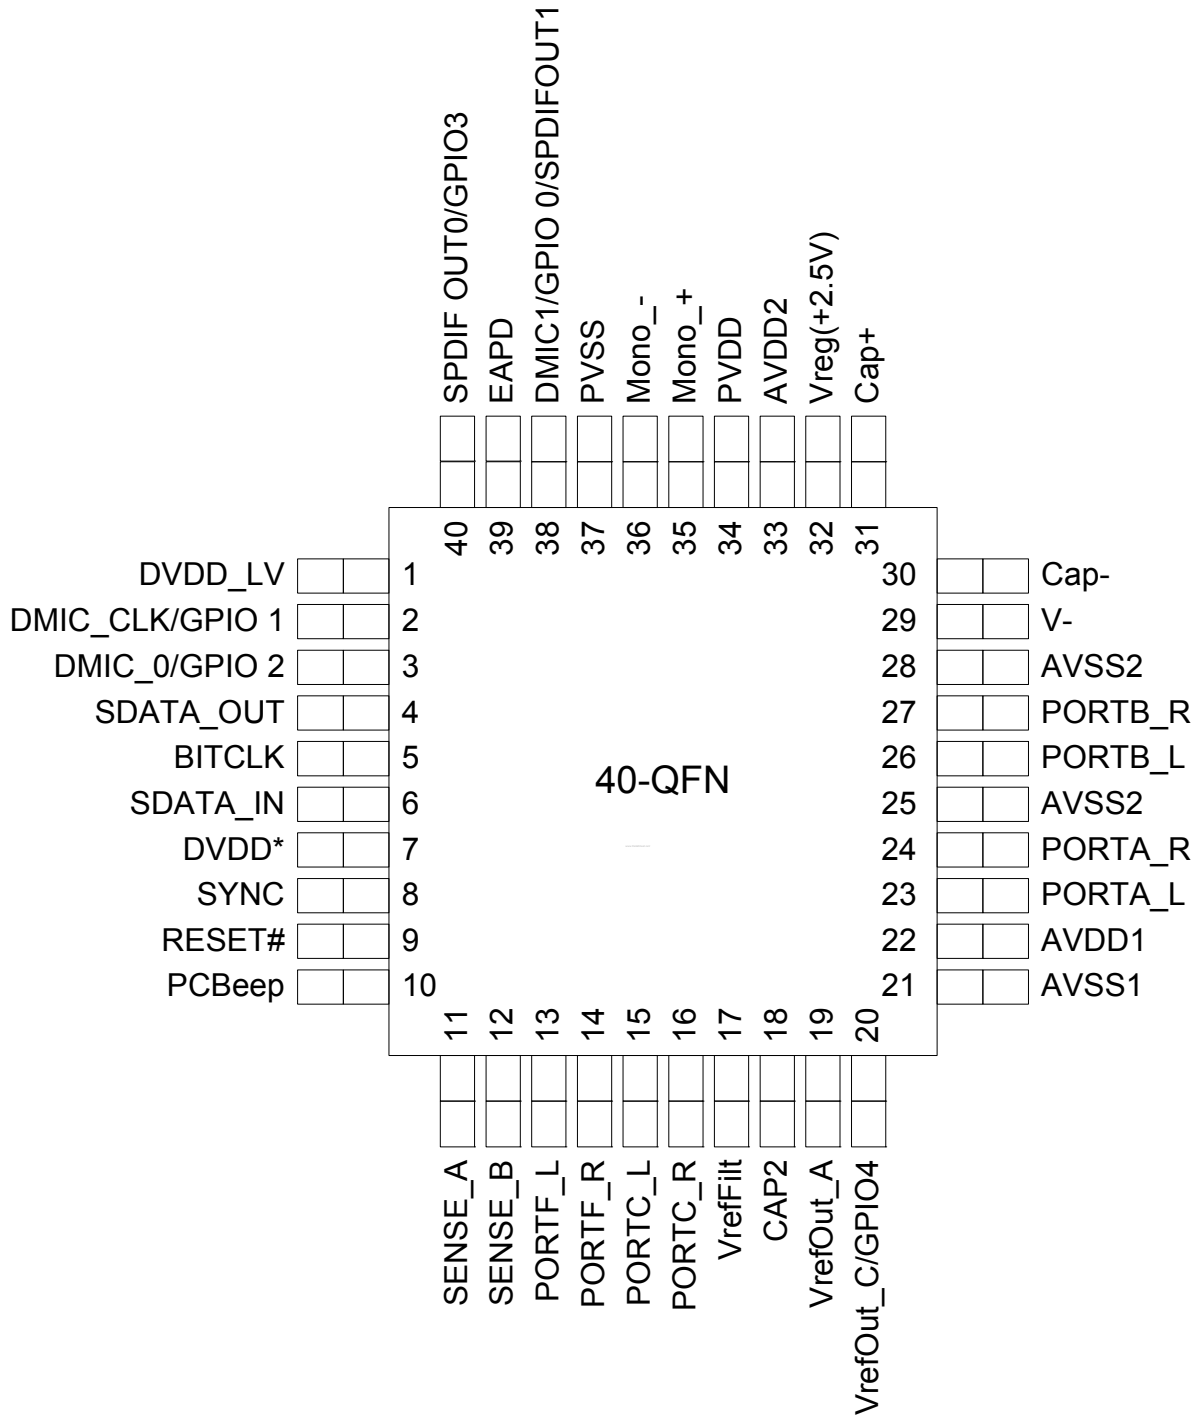 SPDIF OUT0/GPIO3
EAPD
DMIC1/GPIO 0/SPDIFOUT1
PVSS
Mono_-
Mono_+
PVDD
AVDD2
Vreg(+2.5V)
Cap+
40
39
38
37
36
35
34
33
32
31
DVDD_LV 1
DMIC_CLK/GPIO 1 2
DMIC_0/GPIO 2 3
SDATA_OUT 4
BITCLK 5
SDATA_IN 6
DVDD* 7
SYNC 8
RESET# 9
PCBeep 10
40-QFN
30 Cap-
29 V-
28 AVSS2
27 PORTB_R
26 PORTB_L
25 AVSS2
24 PORTA_R
23 PORTA_L
22 AVDD1
21 AVSS1
11
12
13
14
15
16
17
18
19
20
SENSE_A
SENSE_B
PORTF_L
PORTF_R
PORTC_L
PORTC_R
VrefFilt
CAP2
VrefOut_A
VrefOut_C/GPIO4